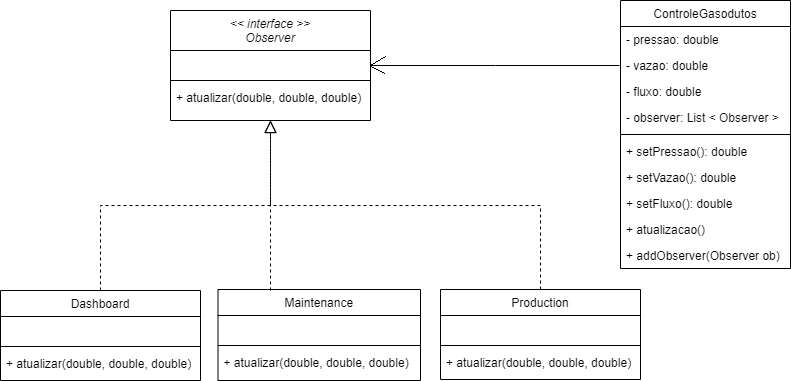 << interface >>
Observer
+ atualizar(double, double, double)
ControleGasodutos
- pressao: double
- vazao: double
- fluxo: double
- observer: List < Observer >
+ setPressao(): double
+ setVazao(): double
+ setFluxo(): double
+ atualizacao()
+ addObserver(Observer ob)
Dashboard
+ atualizar(double, double, double)
Maintenance
+ atualizar(double, double, double)
Production
+ atualizar(double, double, double)